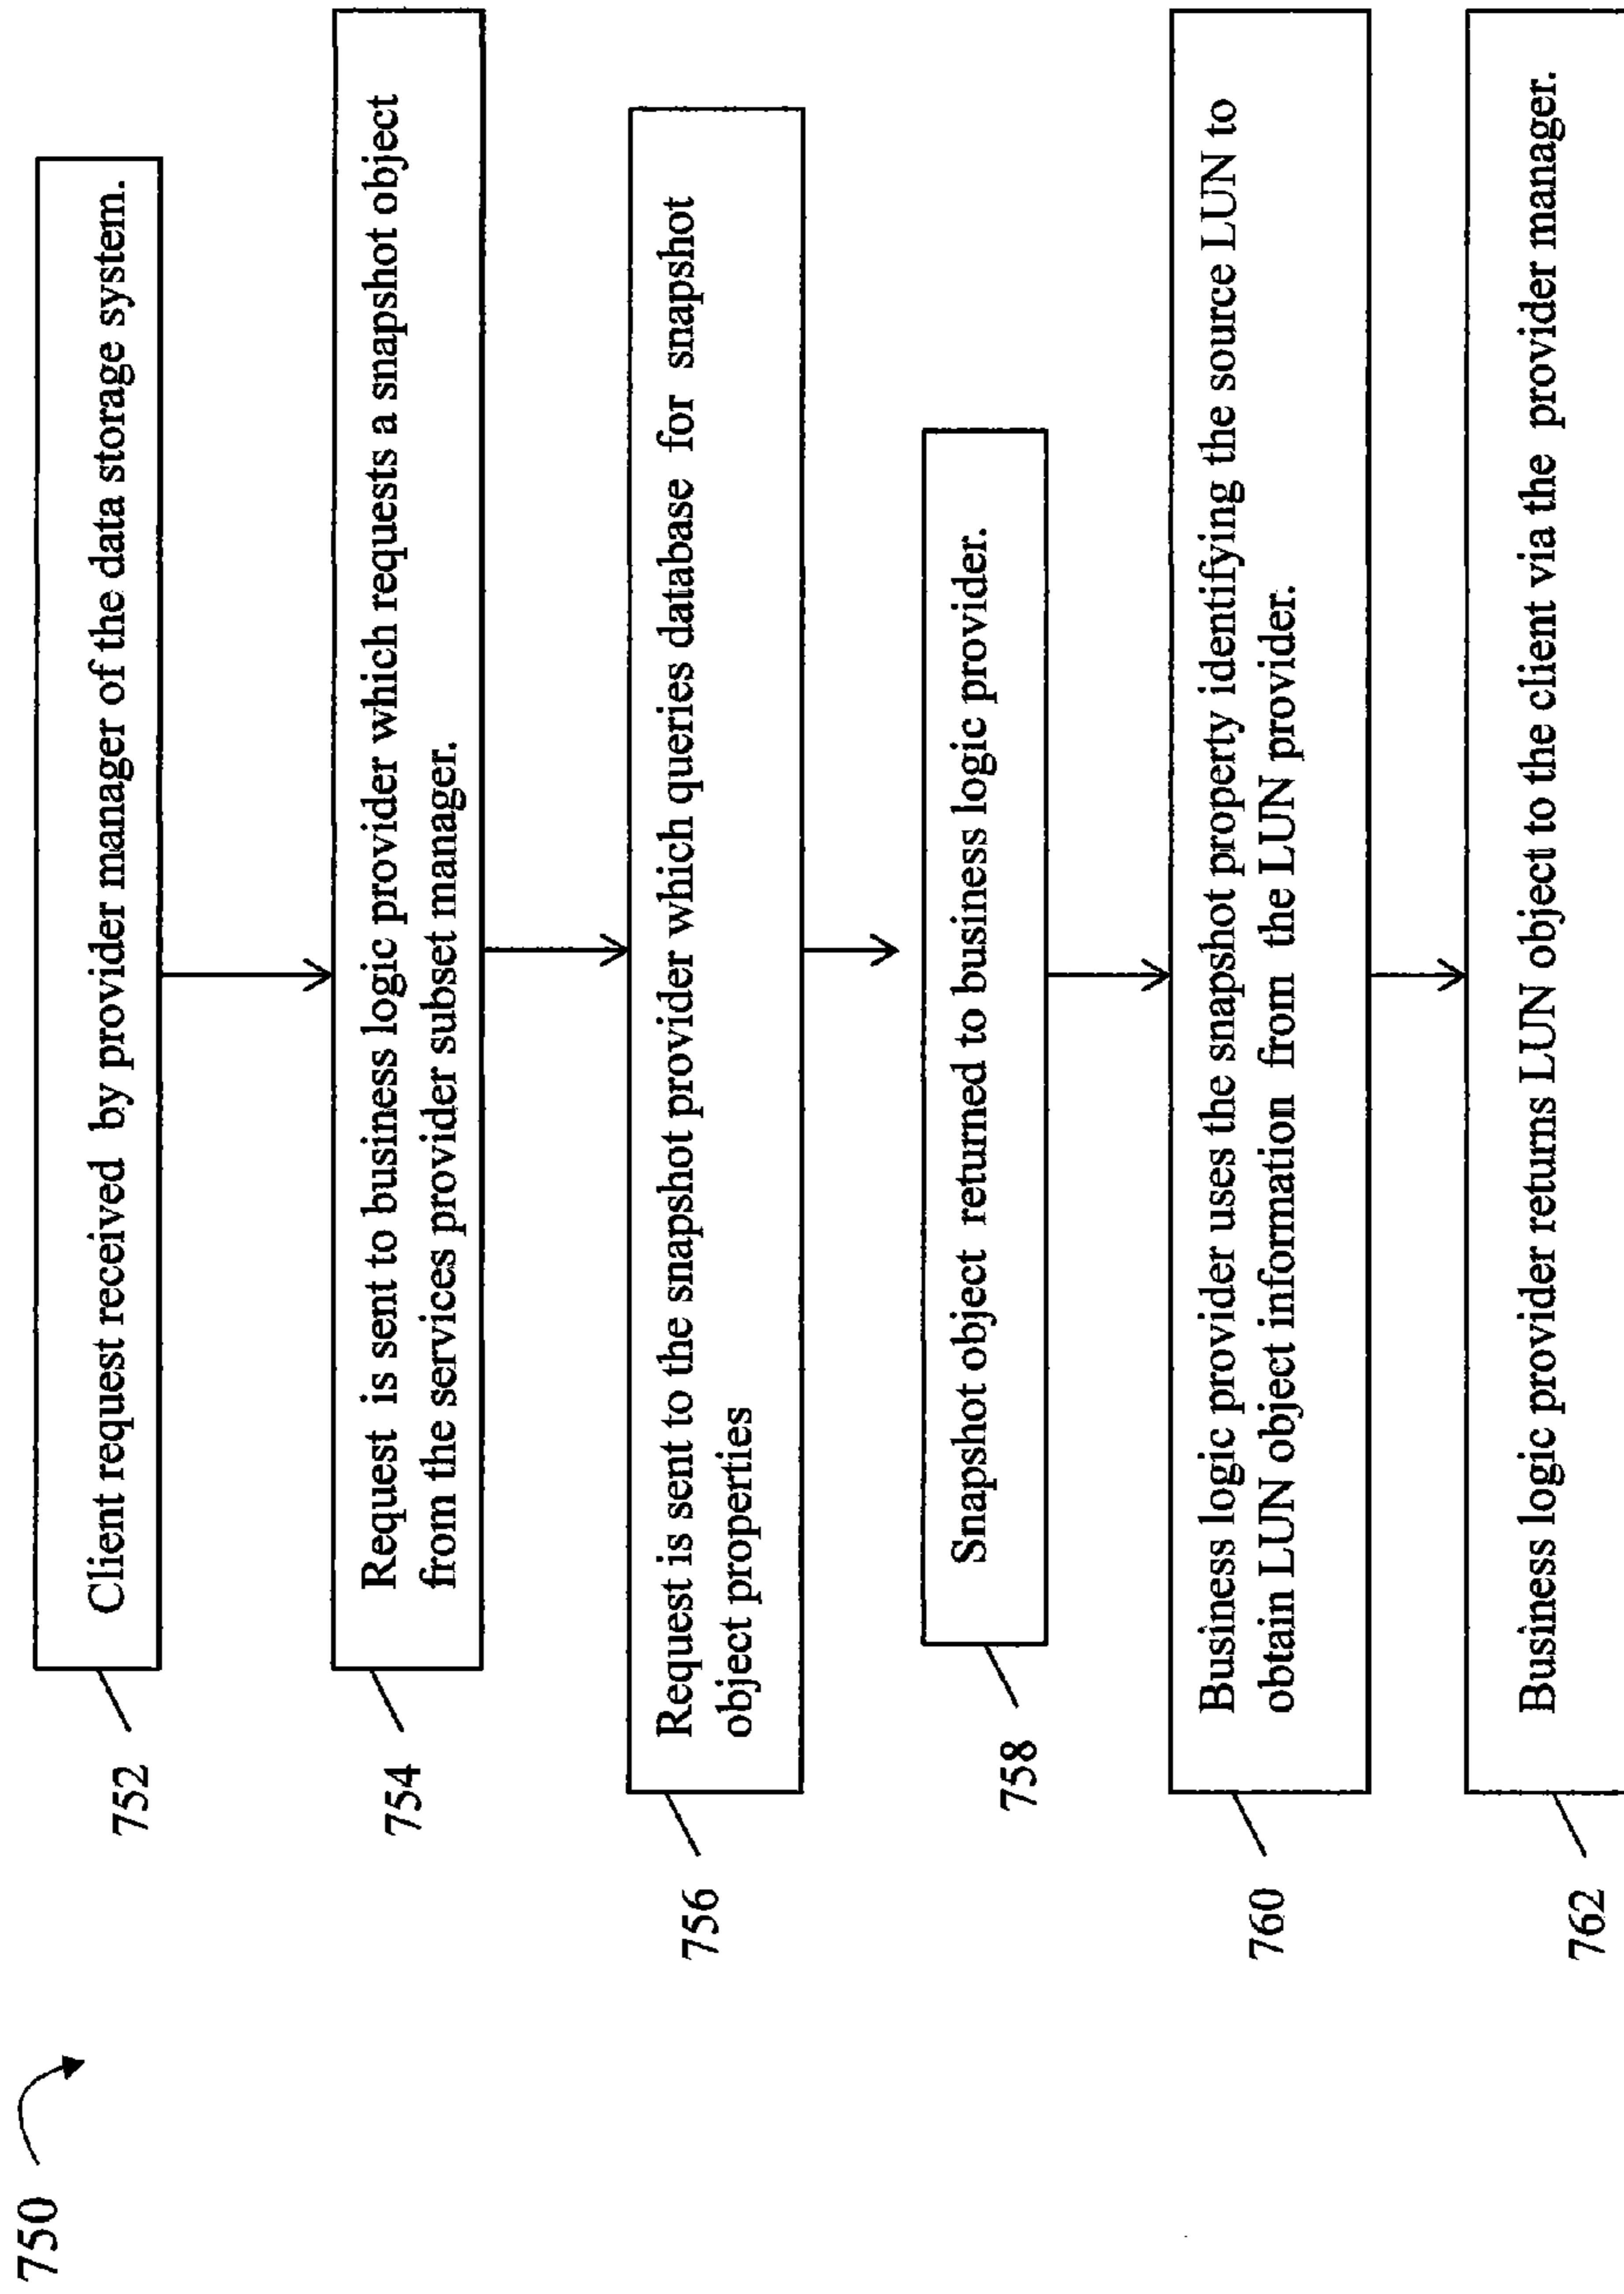 750
752
Client request received by provider manager of the data storage system.
754
Request is sent to business logic provider which requests a snapshot object
from the services provider subset manager.
756
Request is sent to the snapshot provider which queries database for snapshot
object properties
758
Snapshot object returned to business logic provider.
760
Business logic provider uses the snapshot property identifying the source LUN to
obtain LUN object information from the LUN provider.
762
Business logic provider returns LUN object to the client via the provider manager.